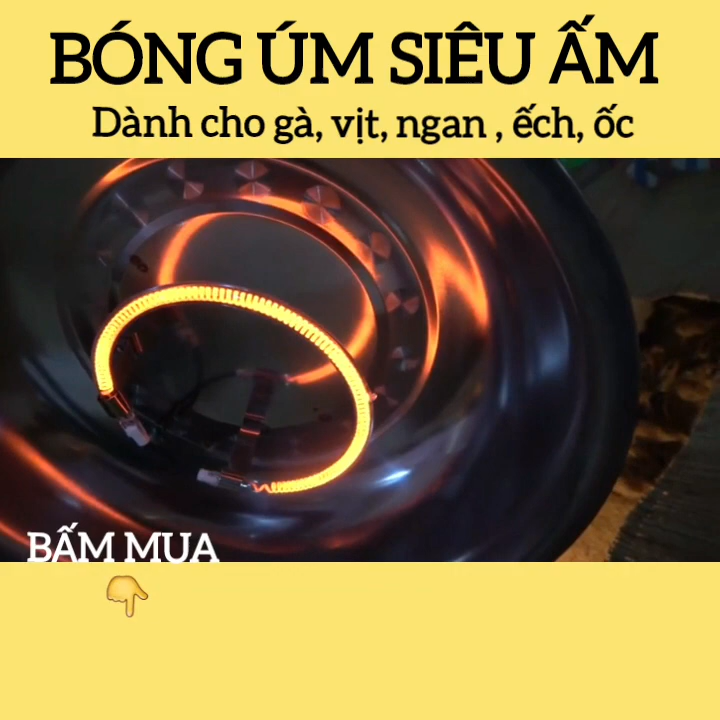 BÓNG ÚM SIÊU ẤM
Dành cho gà, vịt, ngan , ếch, ốc
BẤM MUA